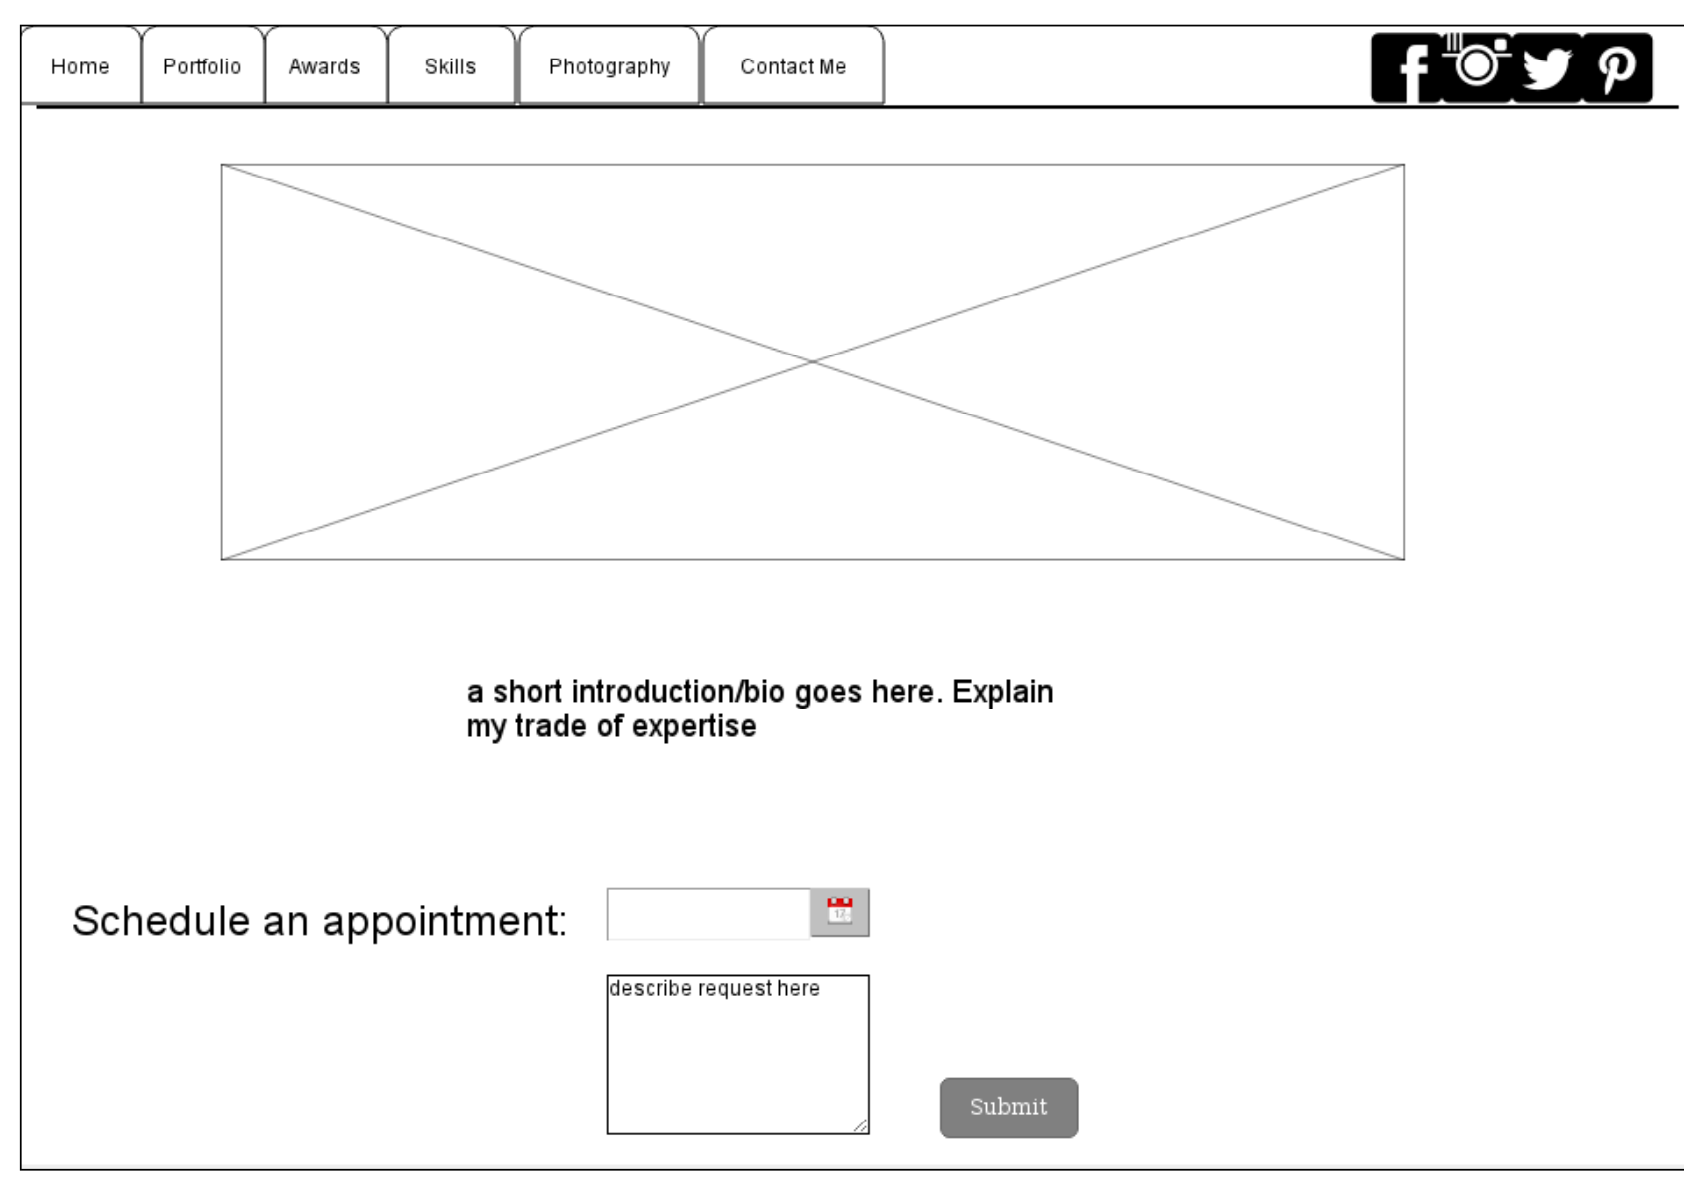 Home Portfolio Awards Skills Photography Contact Me
a short introduction/bio goes here. Explain
my trade of expertise
Schedule an appointment:
12
describe request here
Submit